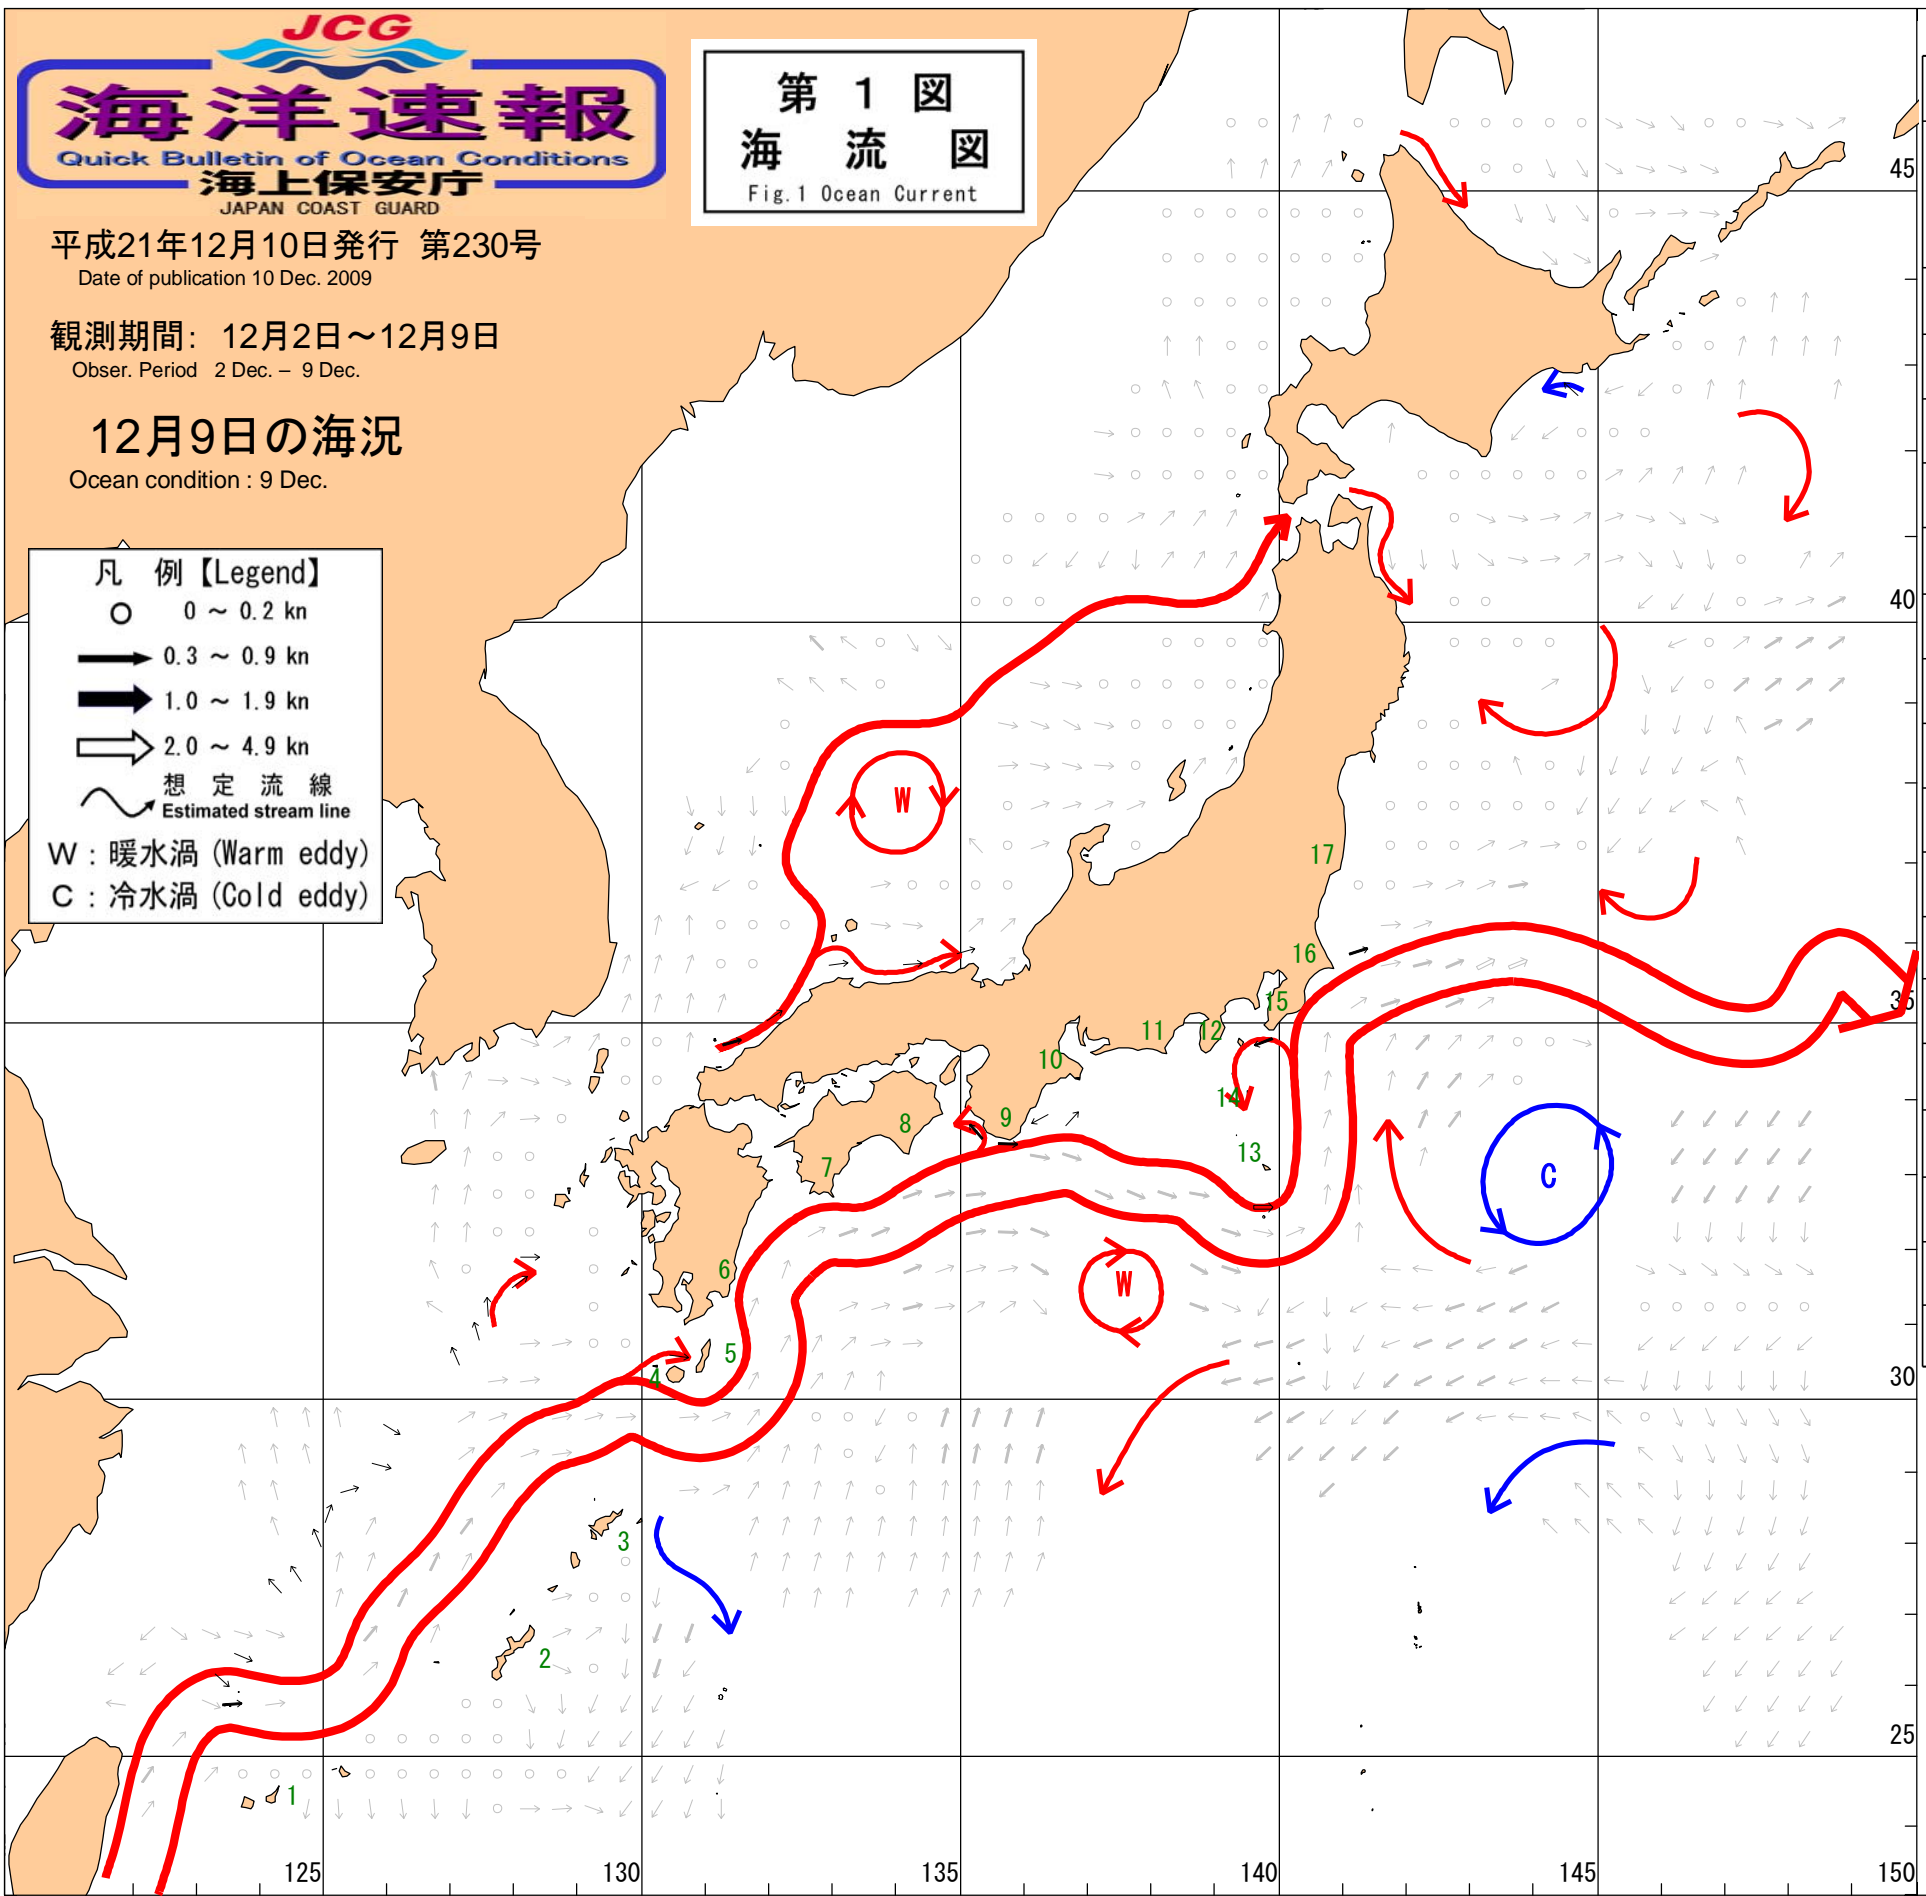 JCG
海洋速報
Quick Bulletin of Ocean Conditions
海上保安庁
JAPAN COAST GUARD
平成21年12月10日発行 第230号
Date of publication 10 Dec. 2009
観測期間: 12月2日～12月9日
Obser. Period 2 Dec. – 9 Dec.
12月9日の海況
Ocean condition : 9 Dec.
第 1 図
海 流 図
Fig.1 Ocean Current
凡 例【Legend】
0 ～ 0.2 kn
0.3 ～ 0.9 kn
1.0 ～ 1.9 kn
2.0 ～ 4.9 kn
想 定 流 線
Estimated stream line
W : 暖水渦 (Warm eddy)
C : 冷水渦 (Cold eddy)
45
40
W
17
16
35
15
11
12
10
14
9
8
13
7
C
6
W
5
4
30
3
2
25
1
125
130
135
140
145
150